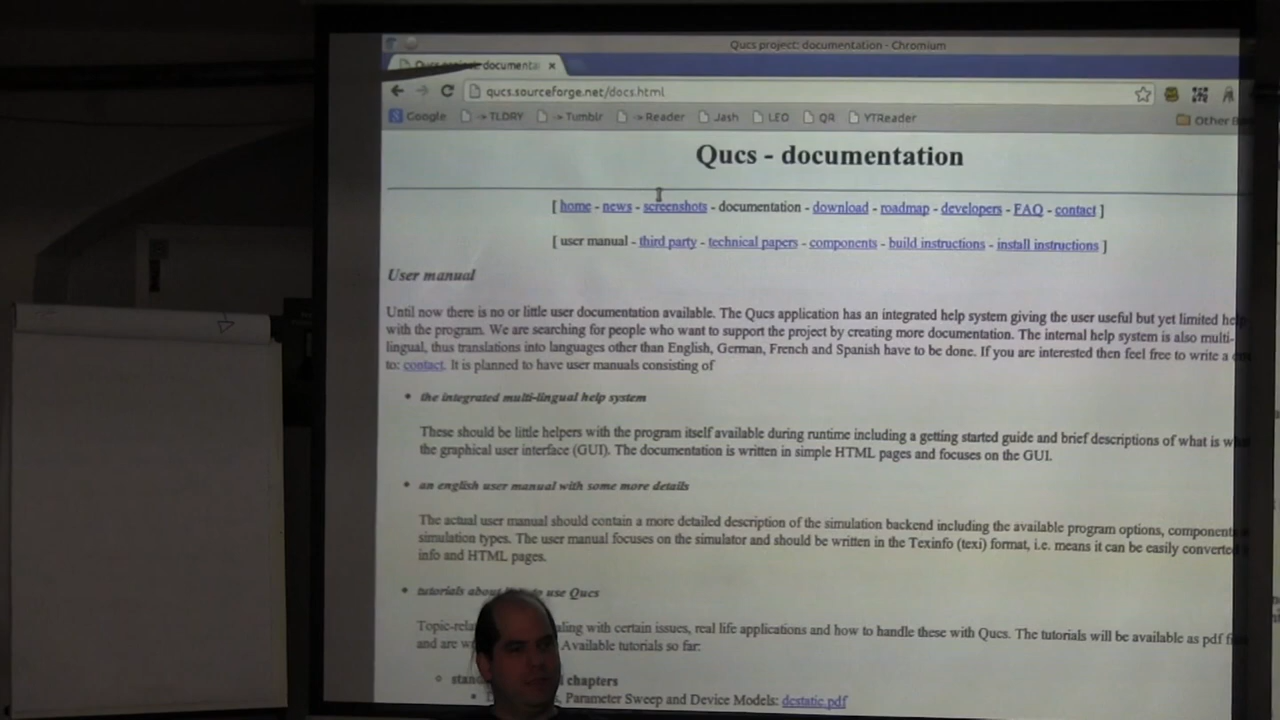 Qucs project: documentation - Chromium
documental
qucs.sourceforge.net/docs.html
Google -> TLDRY -> Tumblr -> Reader Jash LEO QR YTReader Other
Qucs - documentation
[ home - news - screenshots - documentation - download - roadmap - developers - FAQ - contact ]
[ user manual - third party - technical papers - components - build instructions - install instructions ]
User manual
Until now there is no or little user documentation available. The Qucs application has an integrated help system giving the user useful but yet limited help
with the program. We are searching for people who want to support the project by creating more documentation. The internal help system is also multi-
lingual, thus translations into languages other than English, German, French and Spanish have to be done. If you are interested then feel free to write a
to: contact. It is planned to have user manuals consisting of
• the integrated multi-lingual help system
These should be little helpers with the program itself available during runtime including a getting started guide and brief descriptions of what is
the graphical user interface (GUI). The documentation is written in simple HTML pages and focuses on the GUI.
• an english user manual with some more details
The actual user manual should contain a more detailed description of the simulation backend including the available program options, components
simulation types. The user manual focuses on the simulator and should be written in the Texinfo (texi) format, i.e. means it can be easily converted
info and HTML pages.
• tutorials about to use Qucs
aling with certain issues, real life applications and how to handle these with Qucs. The tutorials will be available as pdf
and are Available tutorials so far:
chapters
, Parameter Sweep and Device Models: dcstatic.pdf